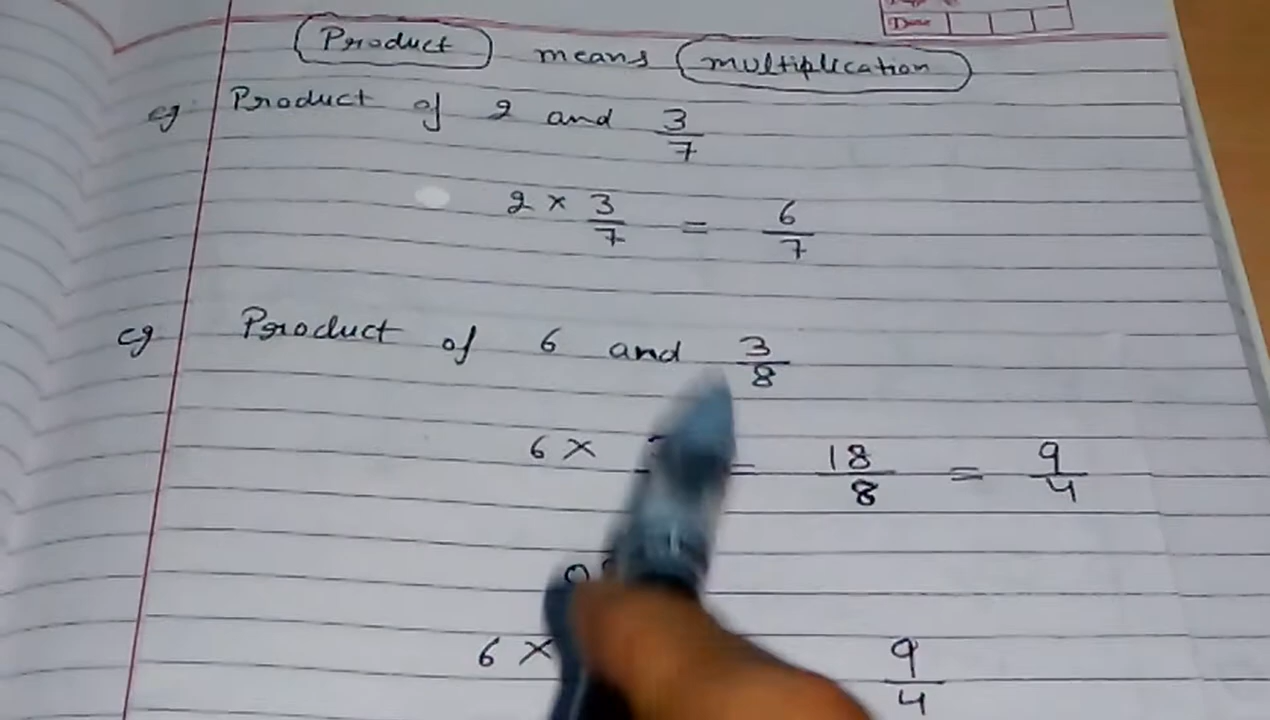 Date
Product means multiplication
eg Product of 2 and 3/7
2 × 3/7 = 6/7
eg Product of 6 and 3/8
6 × = 18/8 = 9/4
6 × 9/4